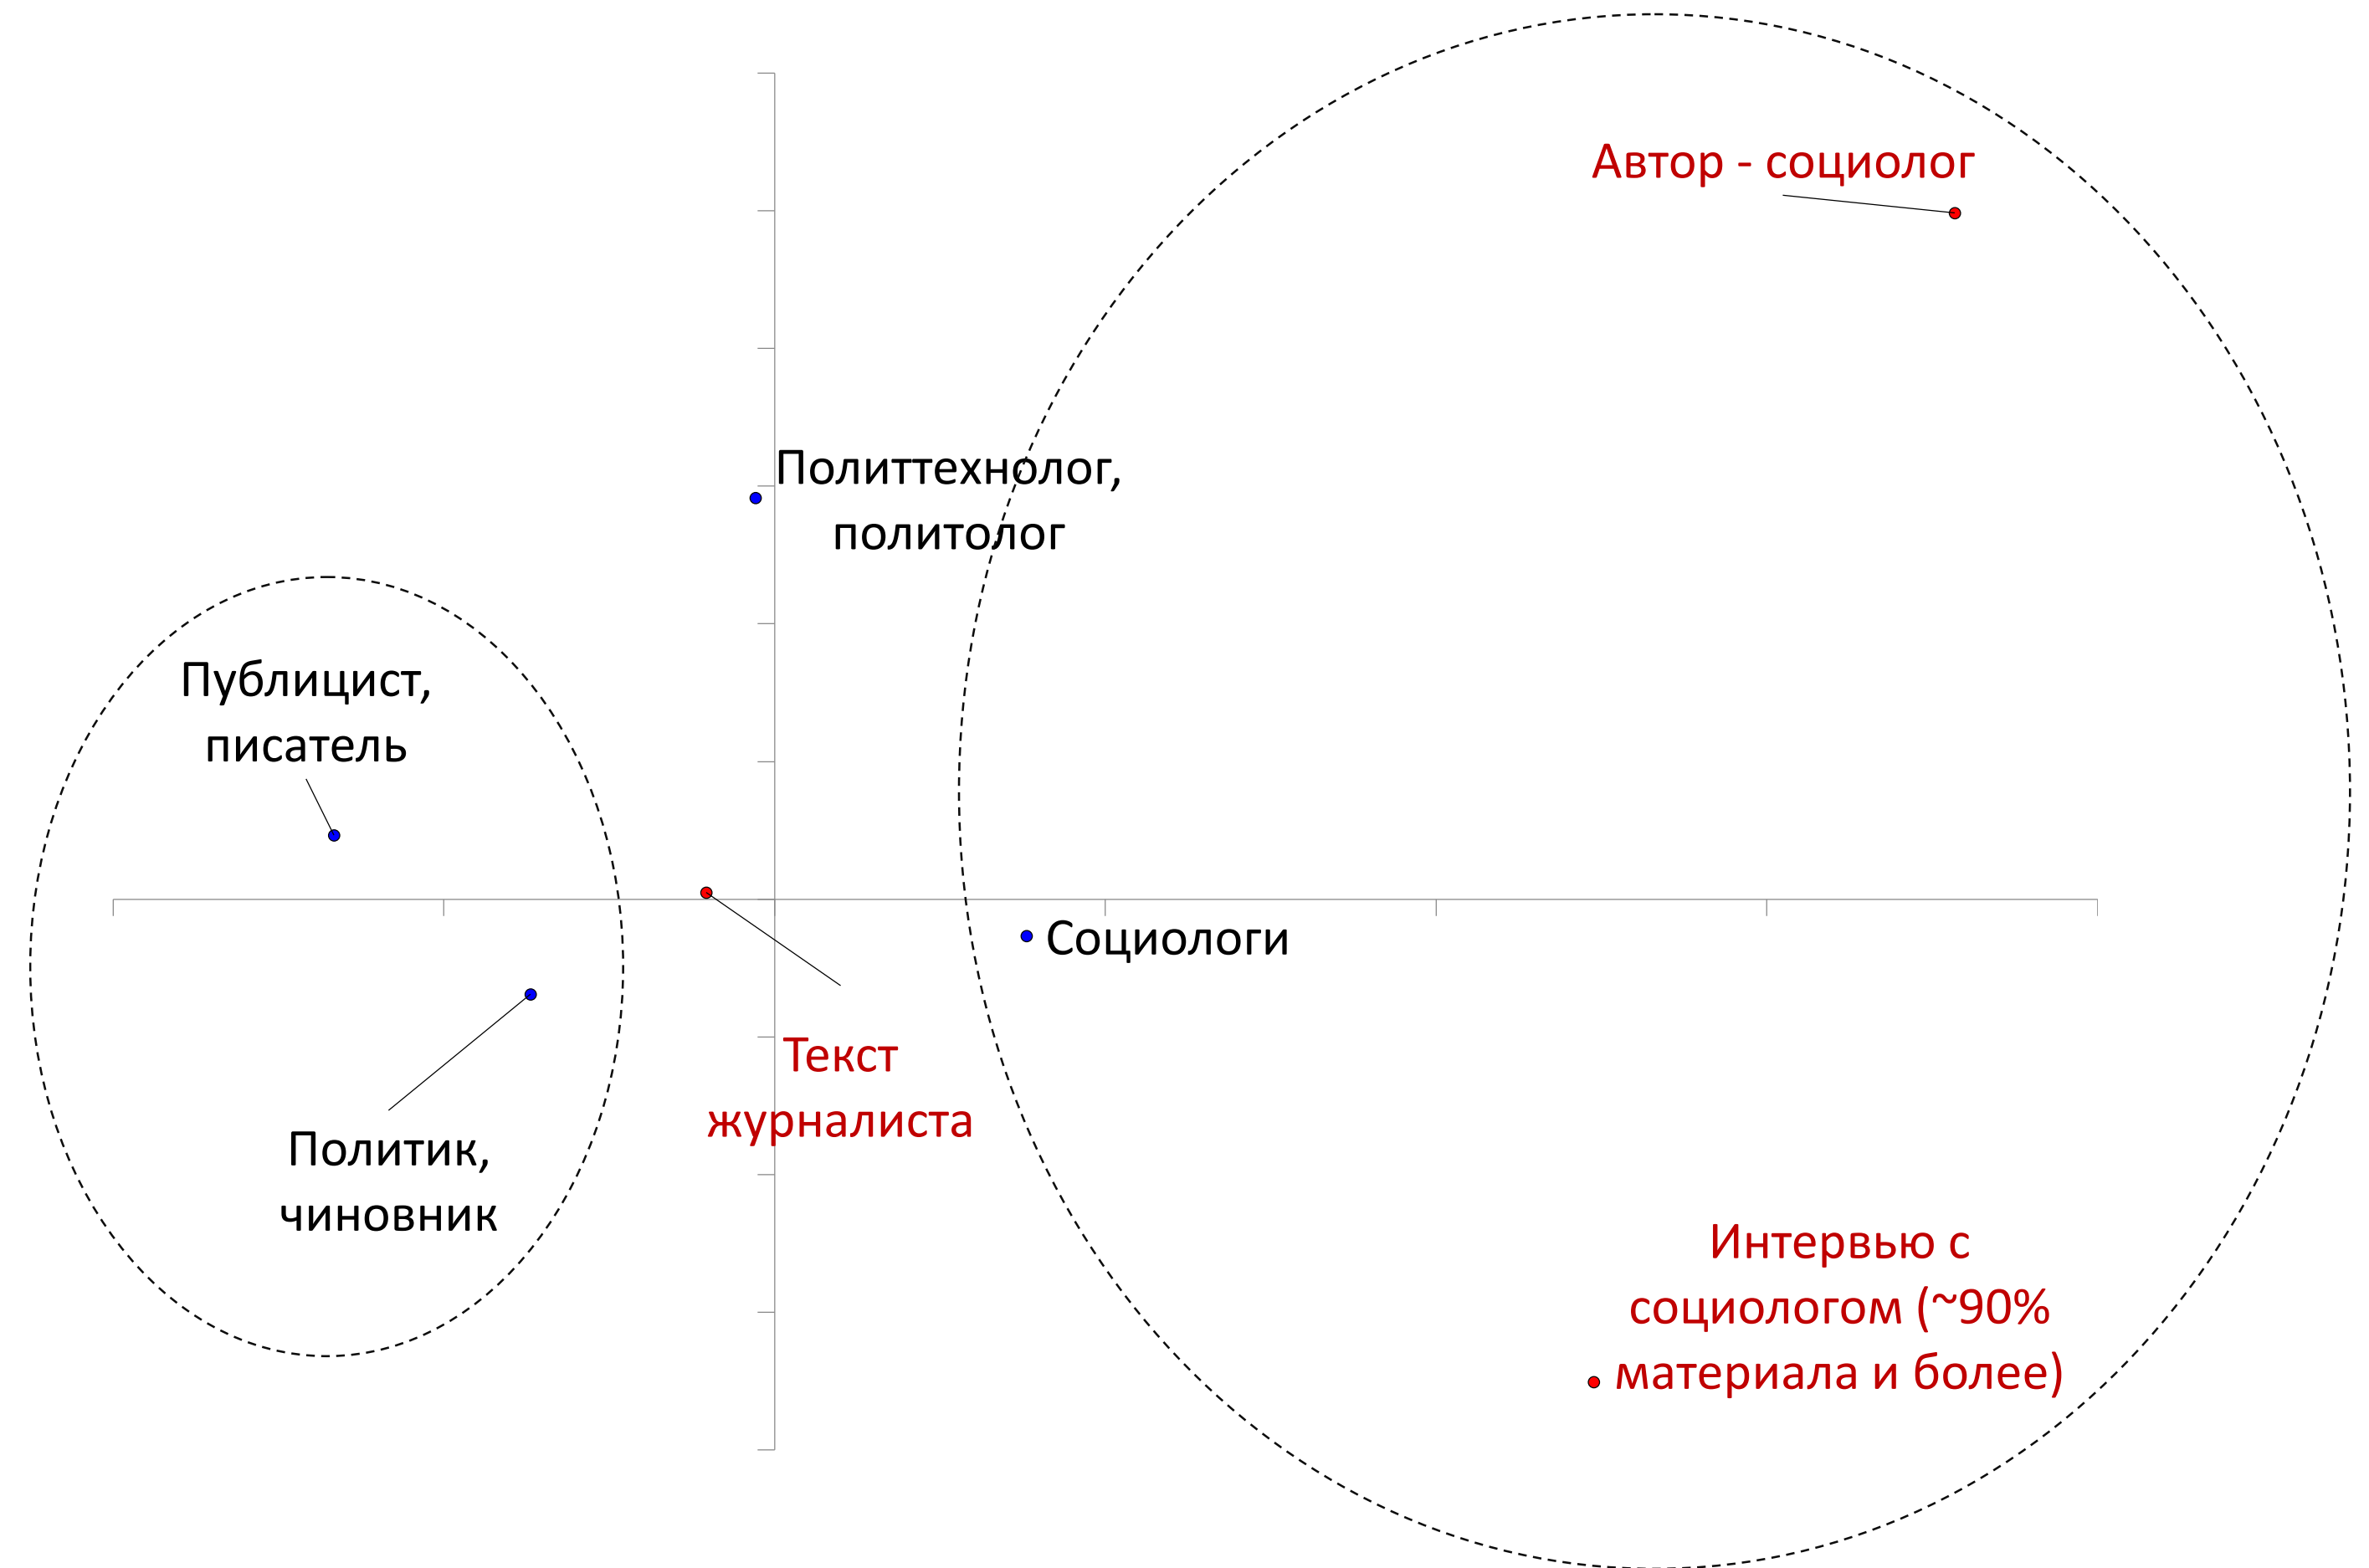 Автор - социолог
Политтехнолог,
политолог
Публицист,
писатель
Социологи
Текст
журналиста
Политик,
чиновник
Интервью с
социологом (~90%
материала и более)